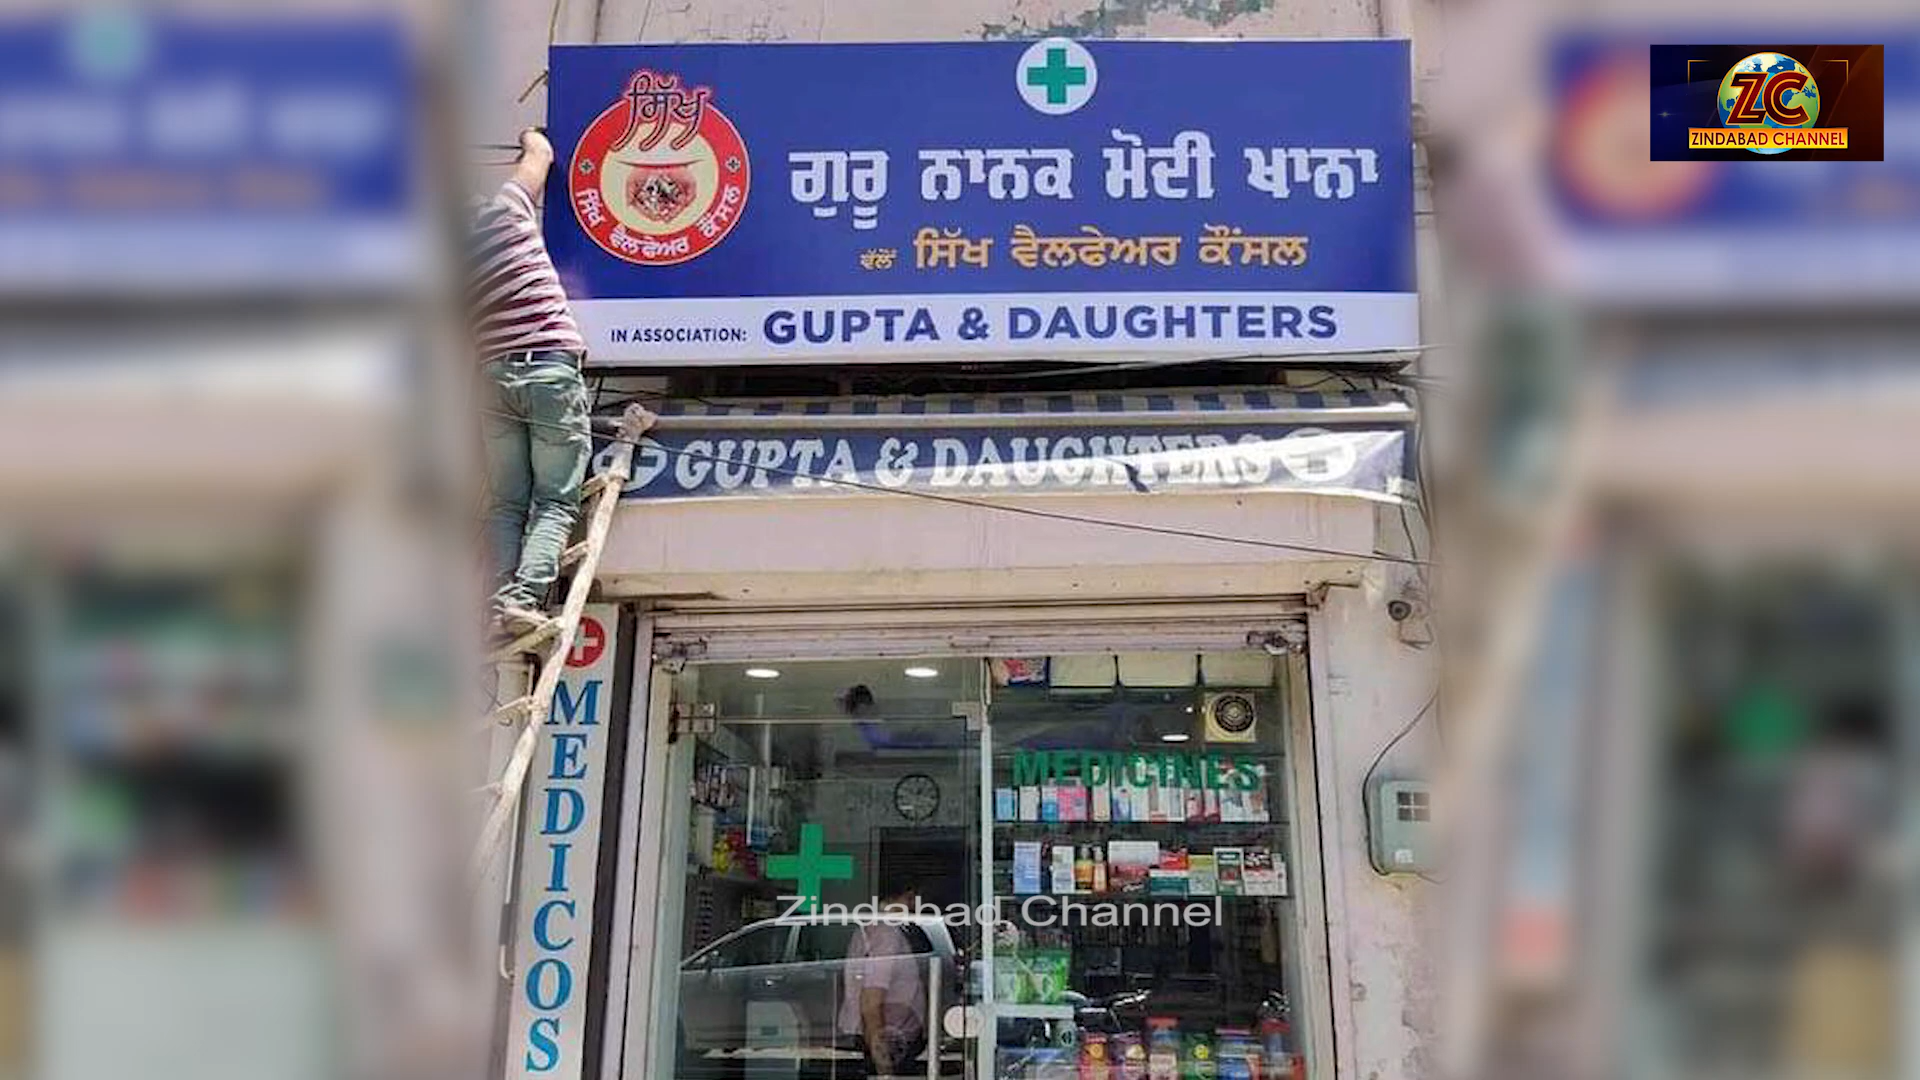 ZC
ZINDABAD CHANNEL
ਸਿੱਖ
ਸਿੱਖ ਵੈਲਫੇਅਰ ਕੌਂਸਲ
ਗੁਰੂ ਨਾਨਕ ਮੋਦੀ ਖਾਨਾ
ਵੱਲੋਂ ਸਿੱਖ ਵੈਲਫੇਅਰ ਕੌਂਸਲ
IN ASSOCIATION: GUPTA & DAUGHTERS
GUPTA & DAUGHTERS
MEDICOS
MEDICINES
Zindabad Channel